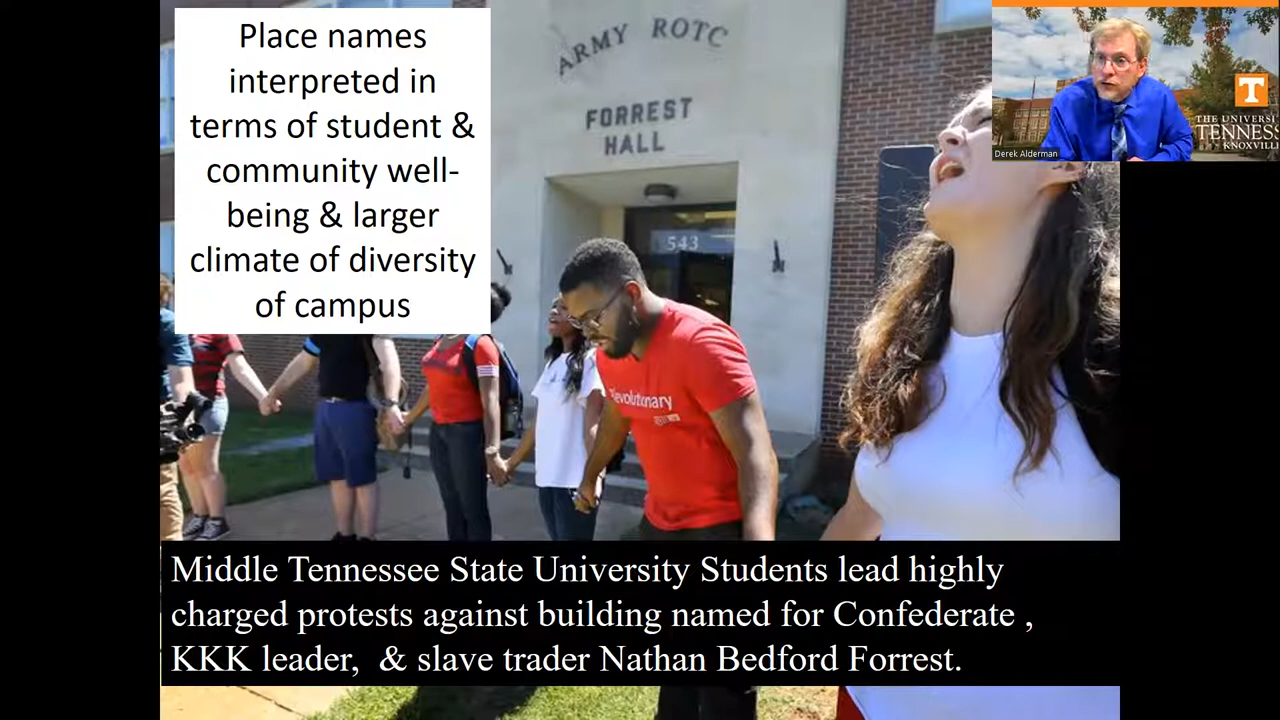 Place names
interpreted in
terms of student &
community well-
being & larger
climate of diversity
of campus
ARMY ROTC
FORREST
HALL
543
Derek Alderman
T
THE UNIVERSI
TENNESS
KNOXVILL
Revolutionary
Middle Tennessee State University Students lead highly
charged protests against building named for Confederate ,
KKK leader,  & slave trader Nathan Bedford Forrest.